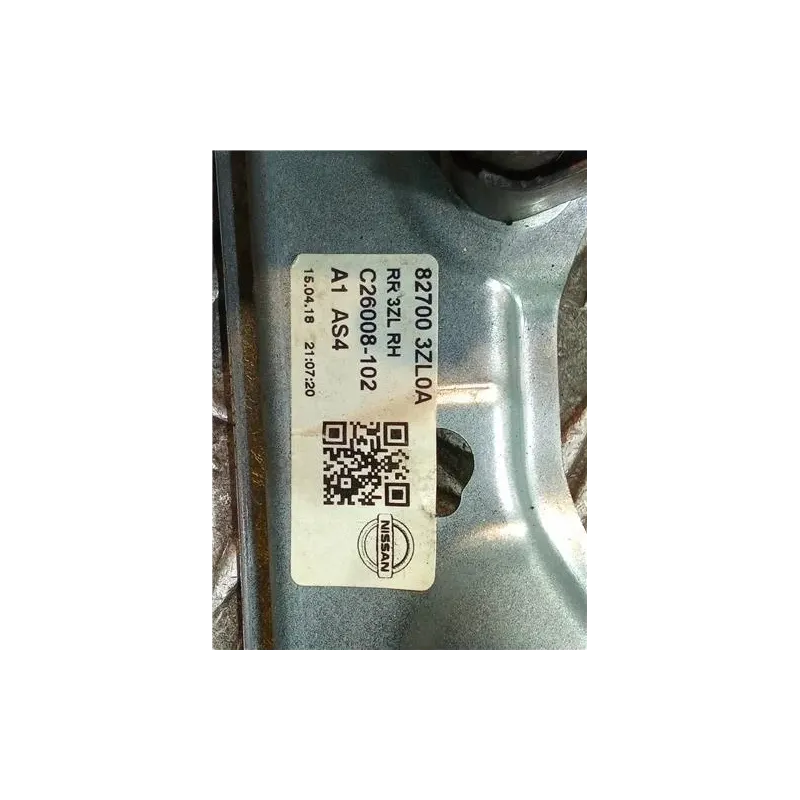 82700 3ZL0A
RR 3ZL RH
C26008-102
A1 AS4
15.04.18 21:07:20
NISSAN